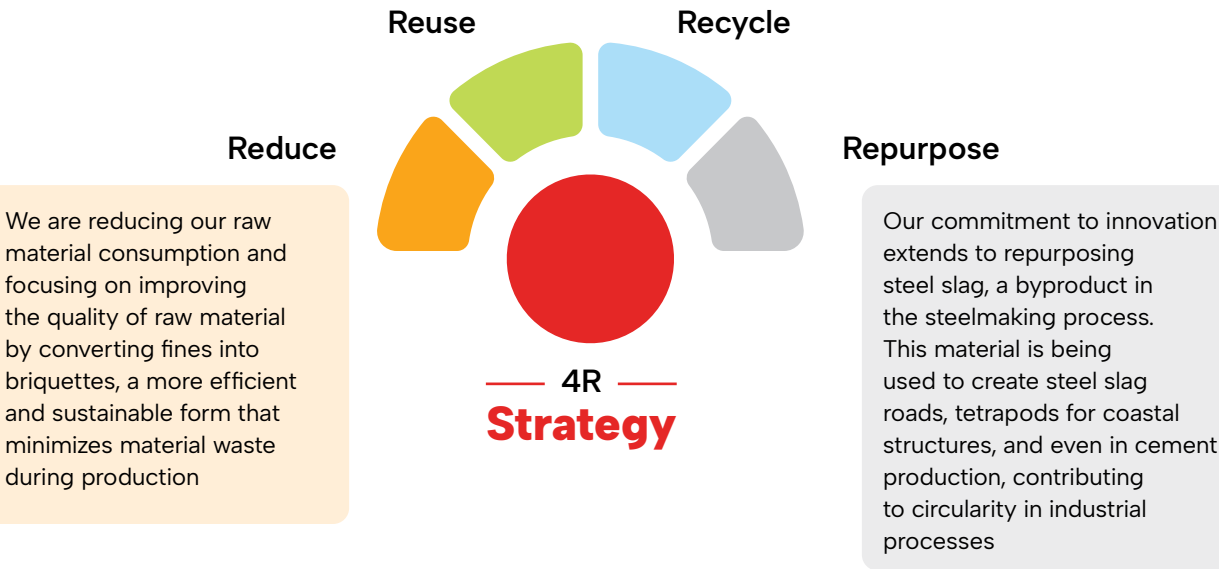 Reuse
Recycle
Reduce
Repurpose
We are reducing our raw
material consumption and
focusing on improving
the quality of raw material
by converting fines into
briquettes, a more efficient
and sustainable form that
minimizes material waste
during production
4R
Strategy
Our commitment to innovation
extends to repurposing
steel slag, a byproduct in
the steelmaking process.
This material is being
used to create steel slag
roads, tetrapods for coastal
structures, and even in cement
production, contributing
to circularity in industrial
processes